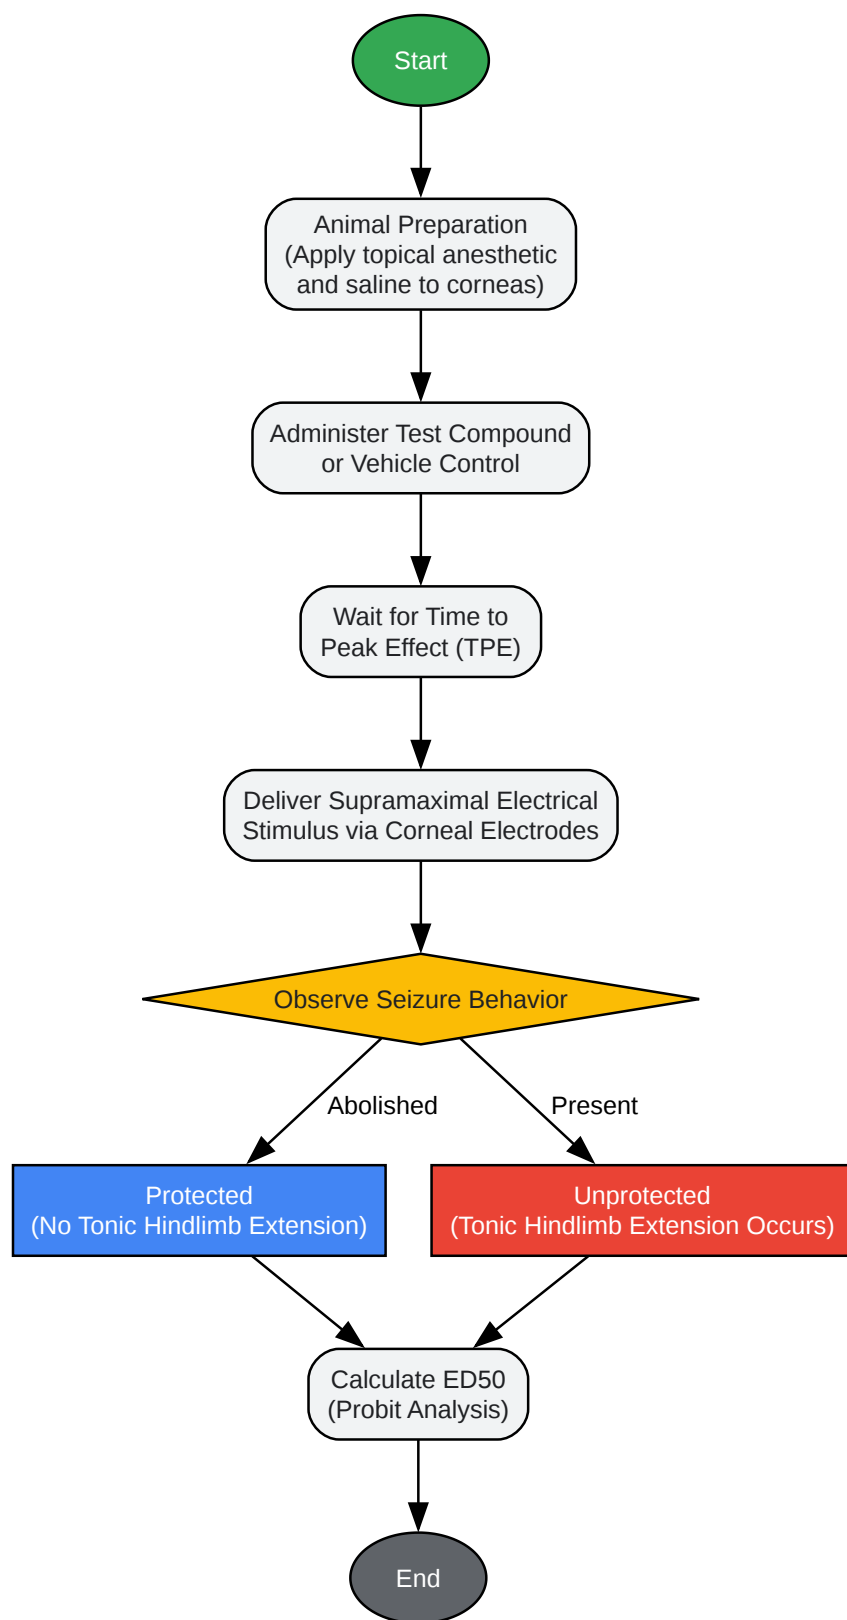 Start
Animal Preparation
(Apply topical anesthetic
and saline to corneas)
Administer Test Compound
or Vehicle Control
Wait for Time to
Peak Effect (TPE)
Deliver Supramaximal Electrical
Stimulus via Corneal Electrodes
Observe Seizure Behavior
Abolished
Present
Protected
(No Tonic Hindlimb Extension)
Unprotected
(Tonic Hindlimb Extension Occurs)
Calculate ED50
(Probit Analysis)
End